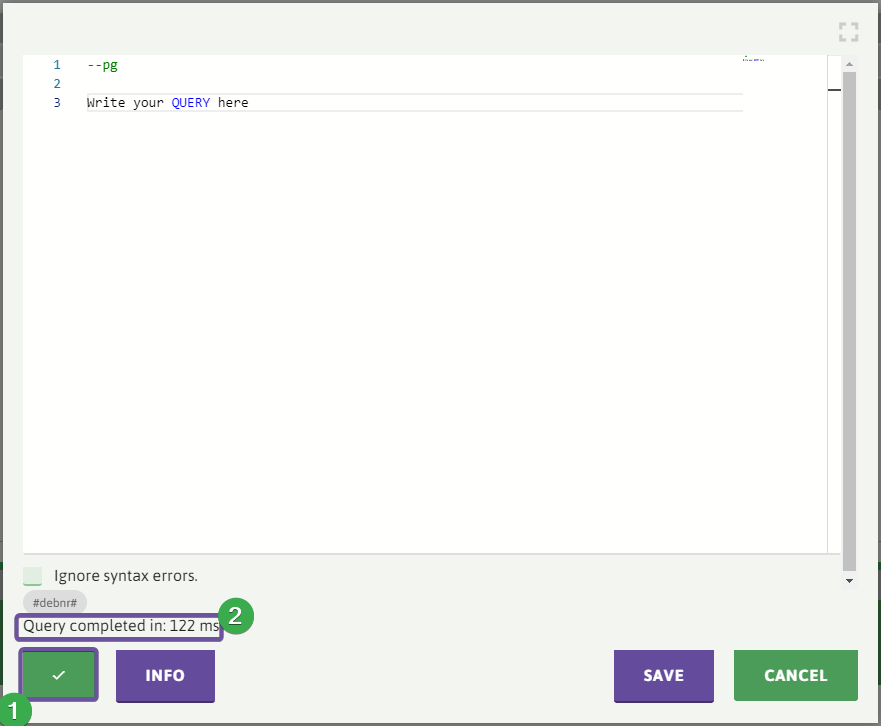 1 --pg
2
3 Write your QUERY here
Ignore syntax errors.
#debnr#
Query completed in: 122 ms
2
INFO
SAVE
CANCEL
1